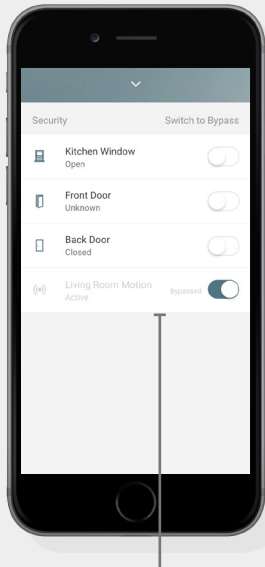 Security Switch to Bypass
Kitchen Window
Open
Front Door
Unknown
Back Door
Closed
Living Room Motion
Active
Bypassed